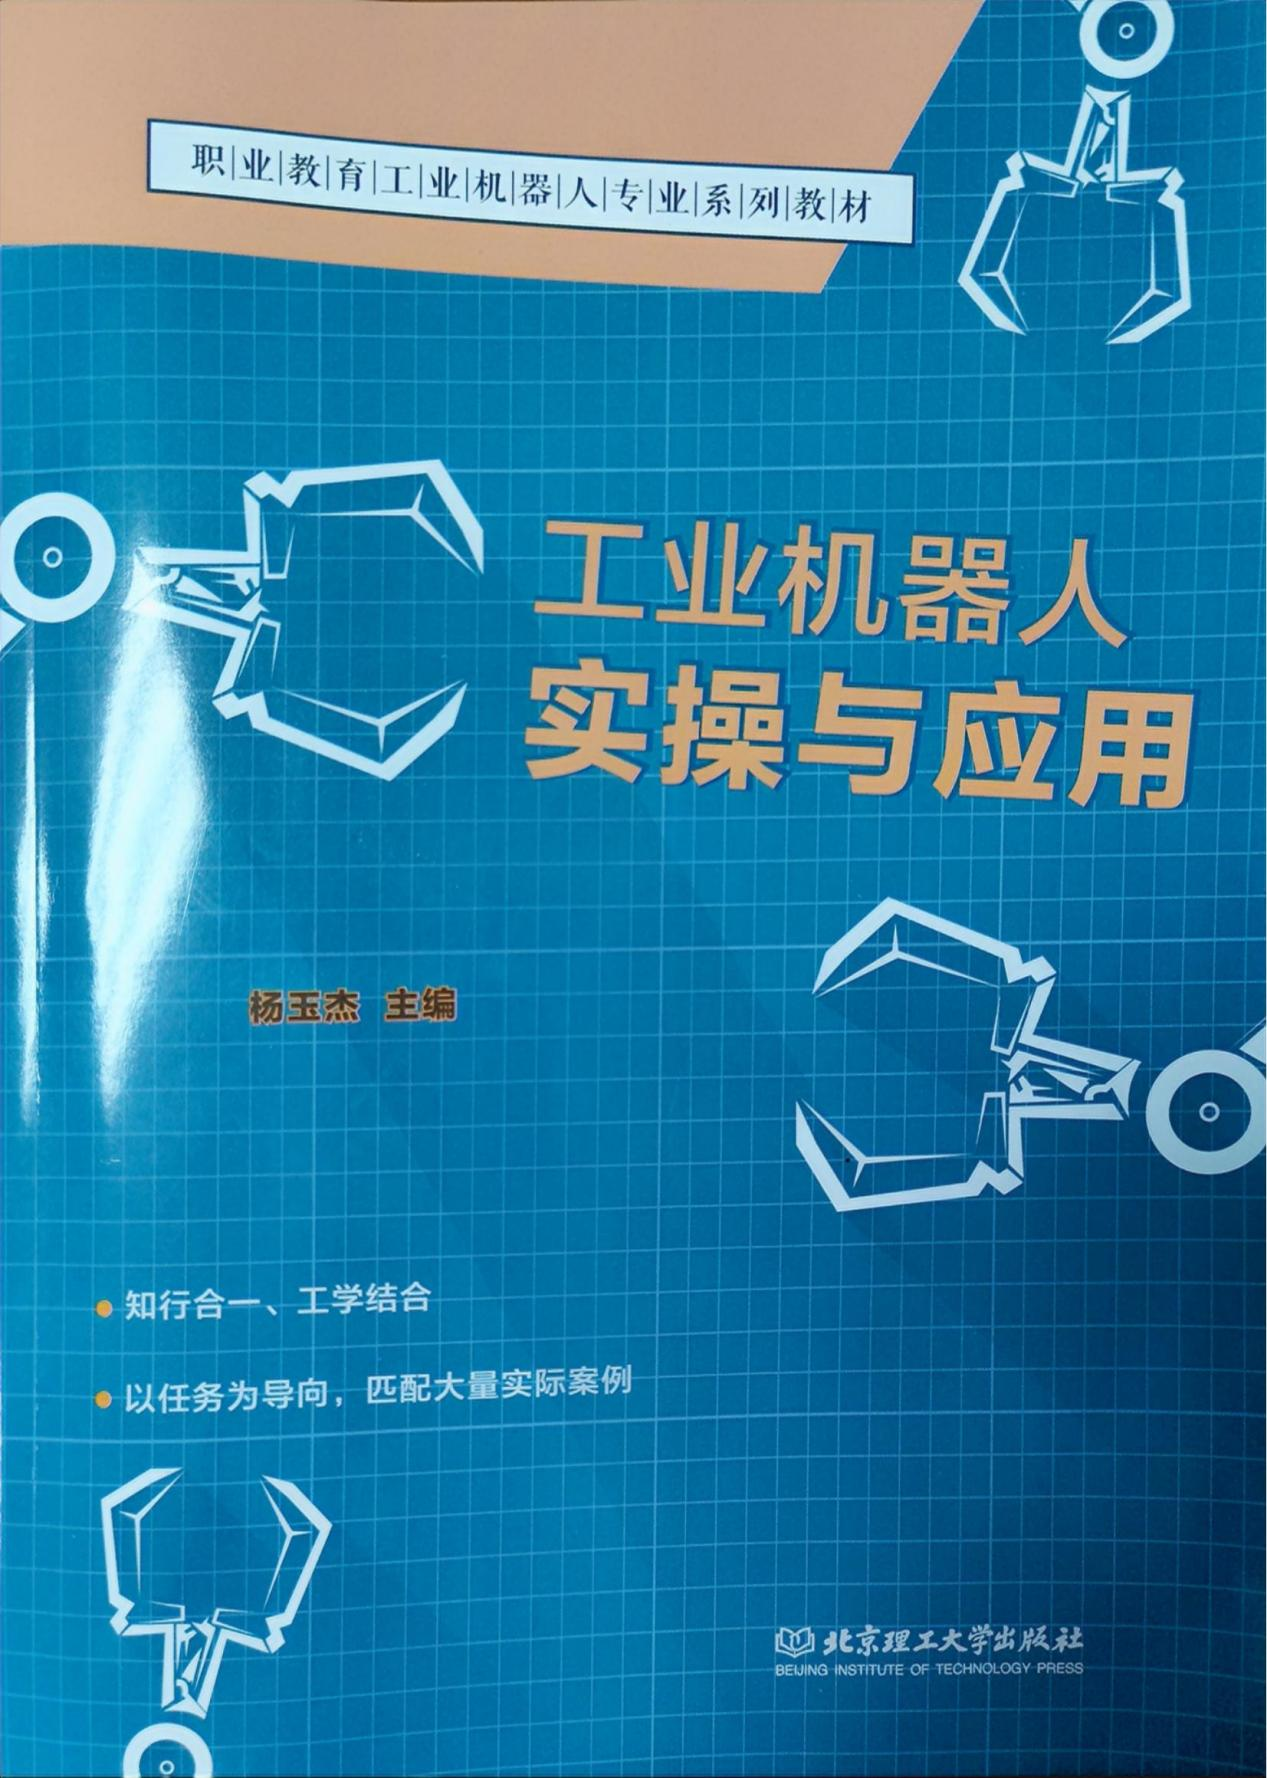 职业教育工业机器人专业系列教材
工业机器人
实操与应用
杨玉杰 主编
知行合一、工学结合
以任务为导向，匹配大量实际案例
北京理工大学出版社
BEIJING INSTITUTE OF TECHNOLOGY PRESS